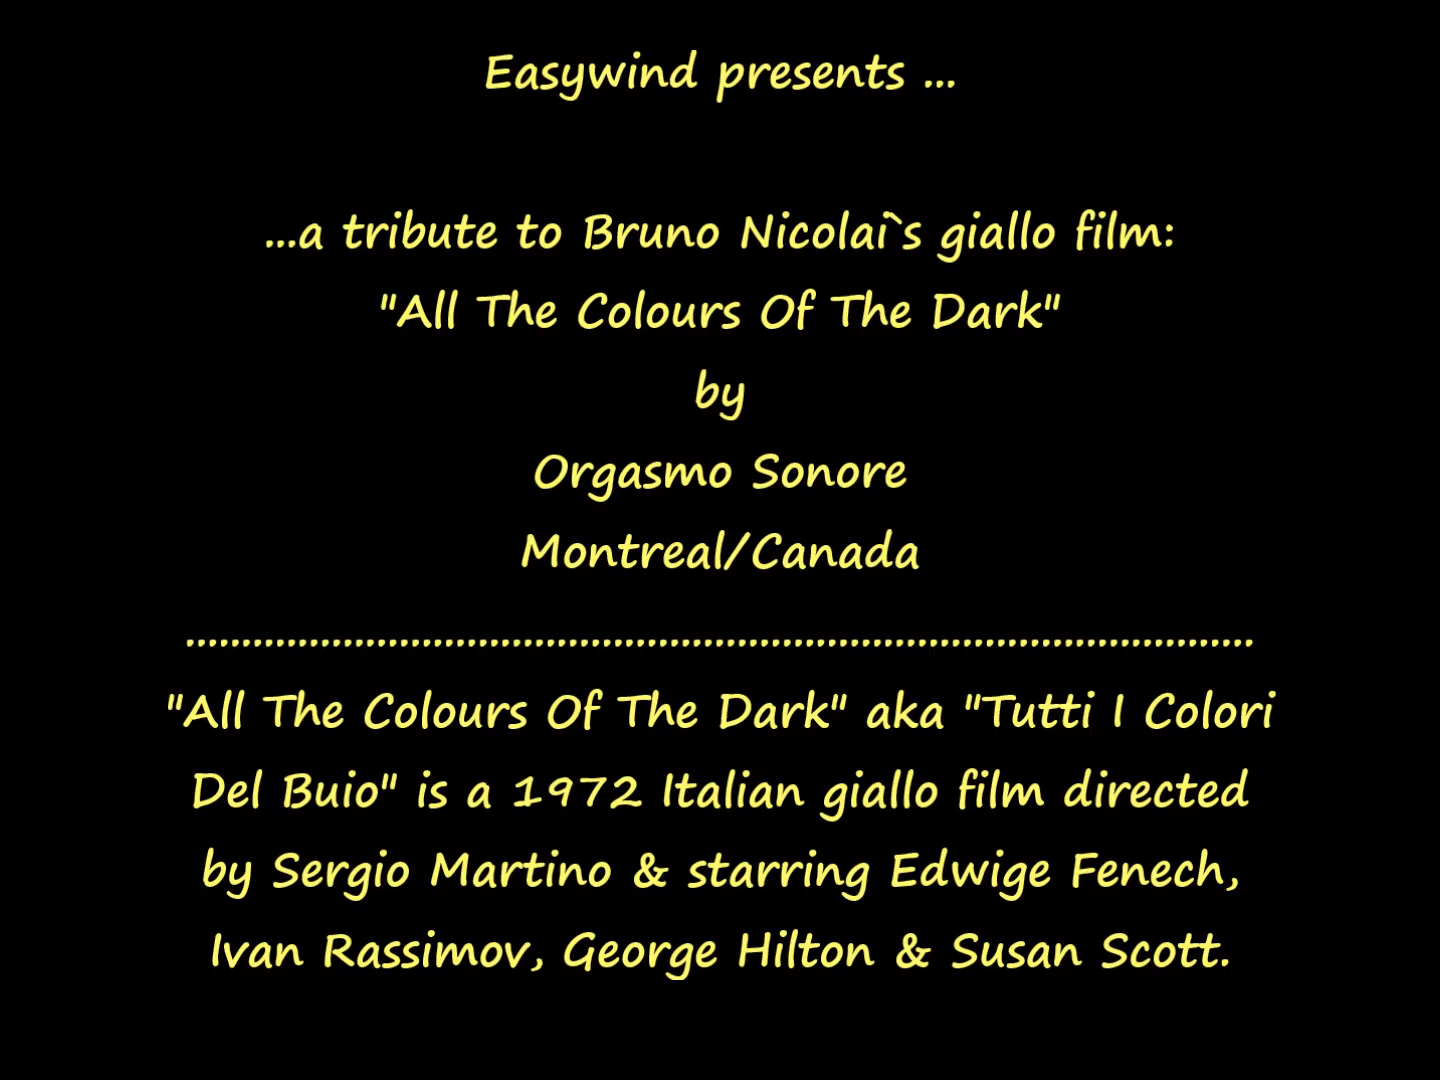 Easywind presents ...
...a tribute to Bruno Nicolai`s giallo film:
"All The Colours Of The Dark"
by
Orgasmo Sonore
Montreal/Canada
...............................................................................................
"All The Colours Of The Dark" aka "Tutti I Colori
Del Buio" is a 1972 Italian giallo film directed
by Sergio Martino & starring Edwige Fenech,
Ivan Rassimov, George Hilton & Susan Scott.